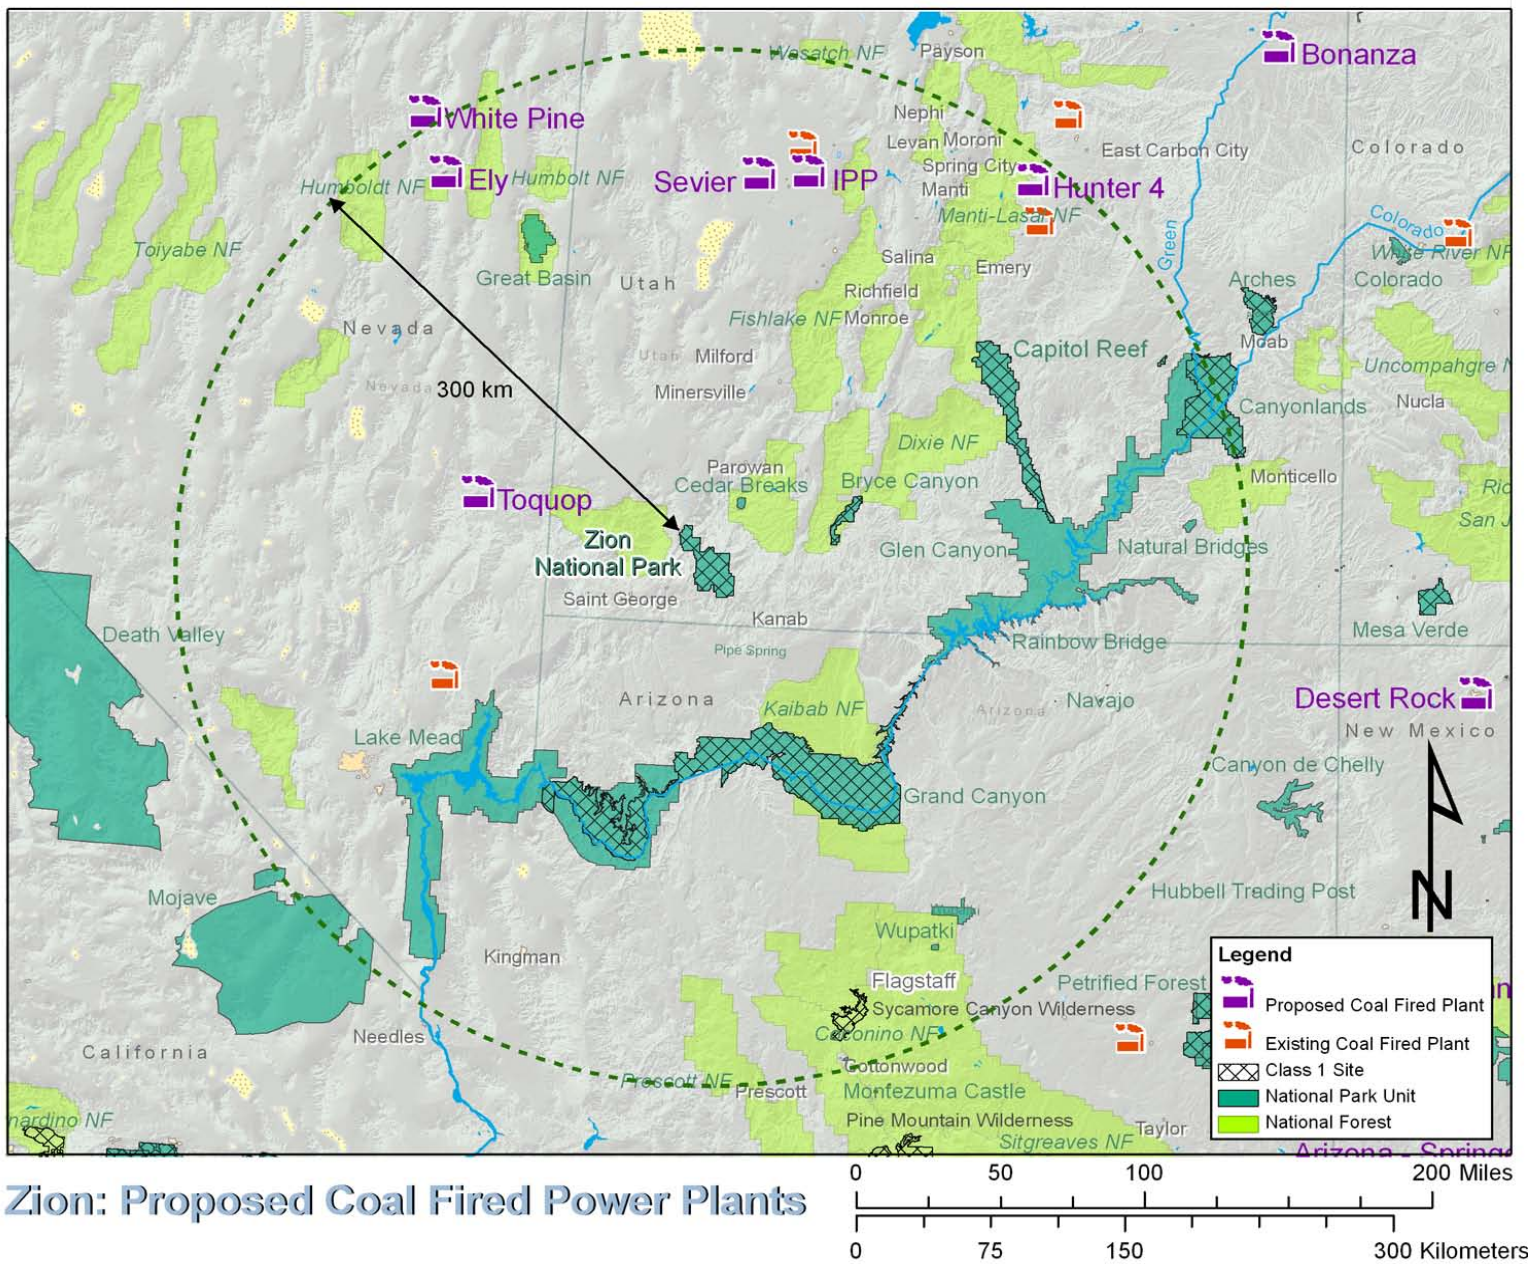 Wasatch NF
Payson
Bonanza
White Pine
Nephi
Levan
Moroni
East Carbon City
Colorado
Humboldt NF
Ely
Humbolt NF
Sevier
IPP
Spring City
Manti
Hunter 4
Manti-Lasal NF
Colorado
Green
Toiyabe NF
Great Basin
Utah
Salina
Emery
White River NF
Arches
Colorado
Richfield
Nevada
Fishlake NF
Monroe
Moab
Utah
Milford
Capitol Reef
Uncompahgre N
Nevada
300 km
Minersville
Canyonlands
Nucla
Dixie NF
Parowan
Cedar Breaks
Bryce Canyon
Monticello
Toquop
Rio
San J
Zion
National Park
Glen Canyon
Natural Bridges
Saint George
Kanab
Death Valley
Pipe Spring
Rainbow Bridge
Mesa Verde
Arizona
Kaibab NF
Arizona
Navajo
Desert Rock
New Mexico
Lake Mead
Canyon de Chelly
Grand Canyon
Mojave
Hubbell Trading Post
Wupatki
Kingman
Flagstaff
Petrified Forest
Sycamore Canyon Wilderness
Coconino NF
Needles
California
Cottonwood
Prescott NF
Prescott
Montezuma Castle
nardino NF
Pine Mountain Wilderness
Sitgreaves NF
Taylor
N
Legend
Proposed Coal Fired Plant
Existing Coal Fired Plant
Class 1 Site
National Park Unit
National Forest
Arizona - Springe
Zion: Proposed Coal Fired Power Plants
0 50 100 200 Miles
0 75 150 300 Kilometers